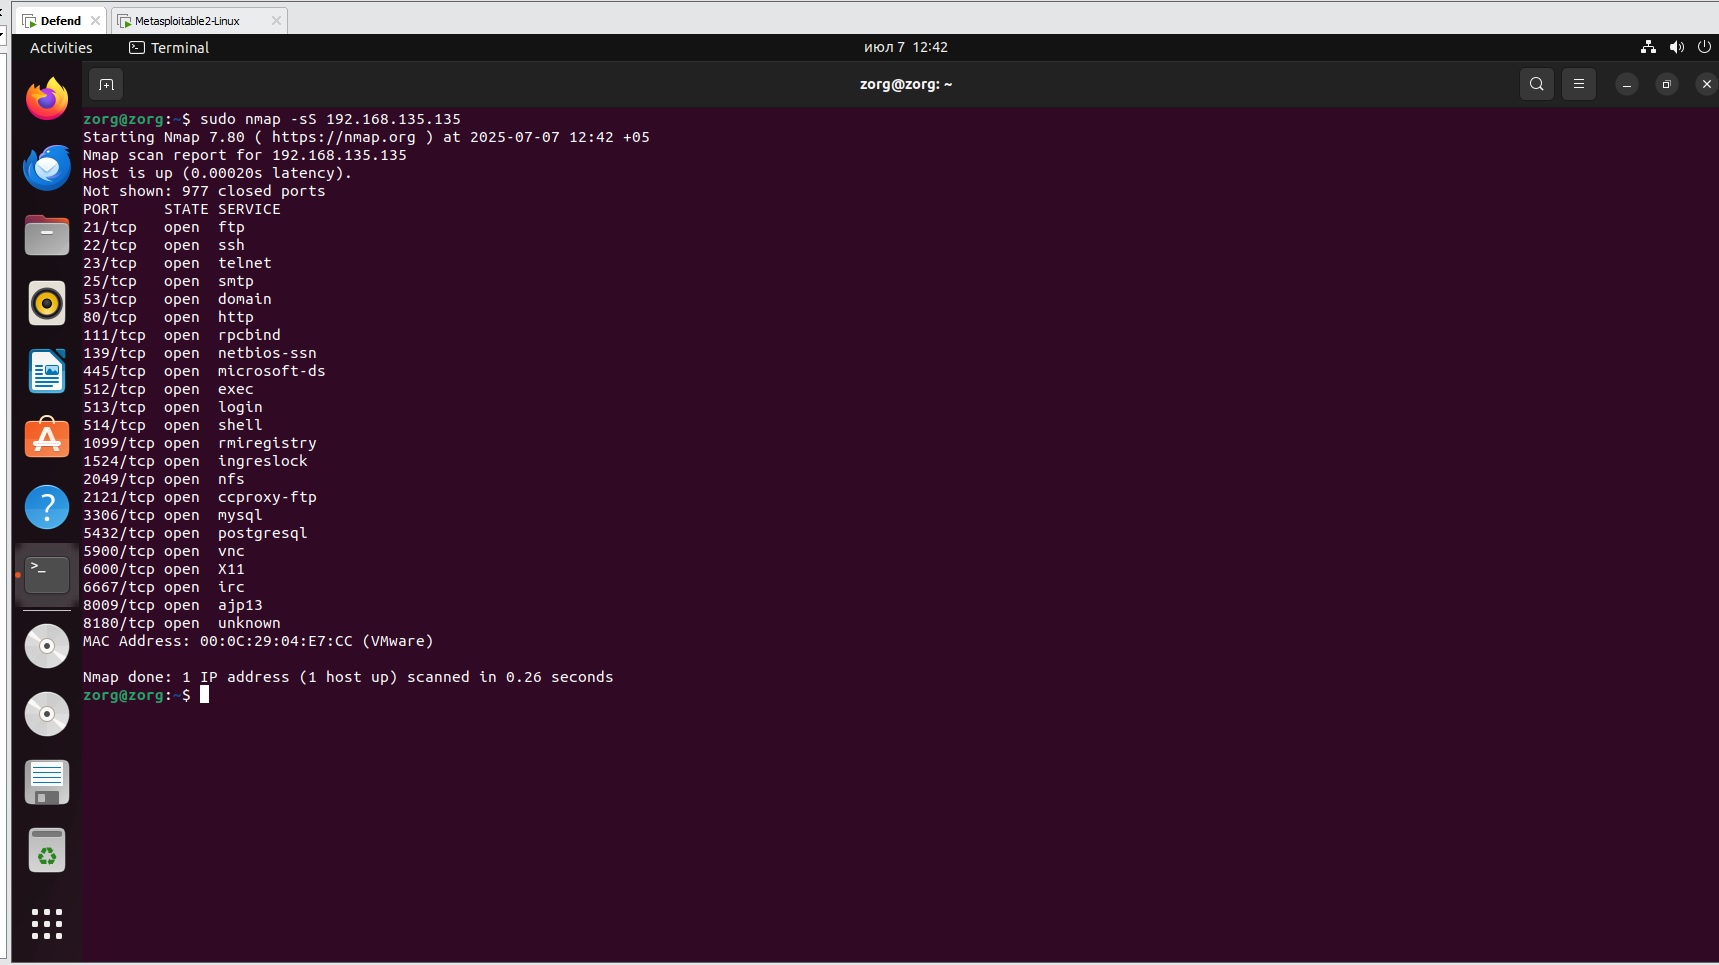 Defend
Metasploitable2-Linux
Activities
Terminal
июл 7 12:42
zorg@zorg: ~
zorg@zorg:~$ sudo nmap -sS 192.168.135.135
Starting Nmap 7.80 ( https://nmap.org ) at 2025-07-07 12:42 +05
Nmap scan report for 192.168.135.135
Host is up (0.00020s latency).
Not shown: 977 closed ports
PORT     STATE SERVICE
21/tcp   open  ftp
22/tcp   open  ssh
23/tcp   open  telnet
25/tcp   open  smtp
53/tcp   open  domain
80/tcp   open  http
111/tcp  open  rpcbind
139/tcp  open  netbios-ssn
445/tcp  open  microsoft-ds
512/tcp  open  exec
513/tcp  open  login
514/tcp  open  shell
1099/tcp open  rmiregistry
1524/tcp open  ingreslock
2049/tcp open  nfs
2121/tcp open  ccproxy-ftp
3306/tcp open  mysql
5432/tcp open  postgresql
5900/tcp open  vnc
6000/tcp open  X11
6667/tcp open  irc
8009/tcp open  ajp13
8180/tcp open  unknown
MAC Address: 00:0C:29:04:E7:CC (VMware)
Nmap done: 1 IP address (1 host up) scanned in 0.26 seconds
zorg@zorg:~$